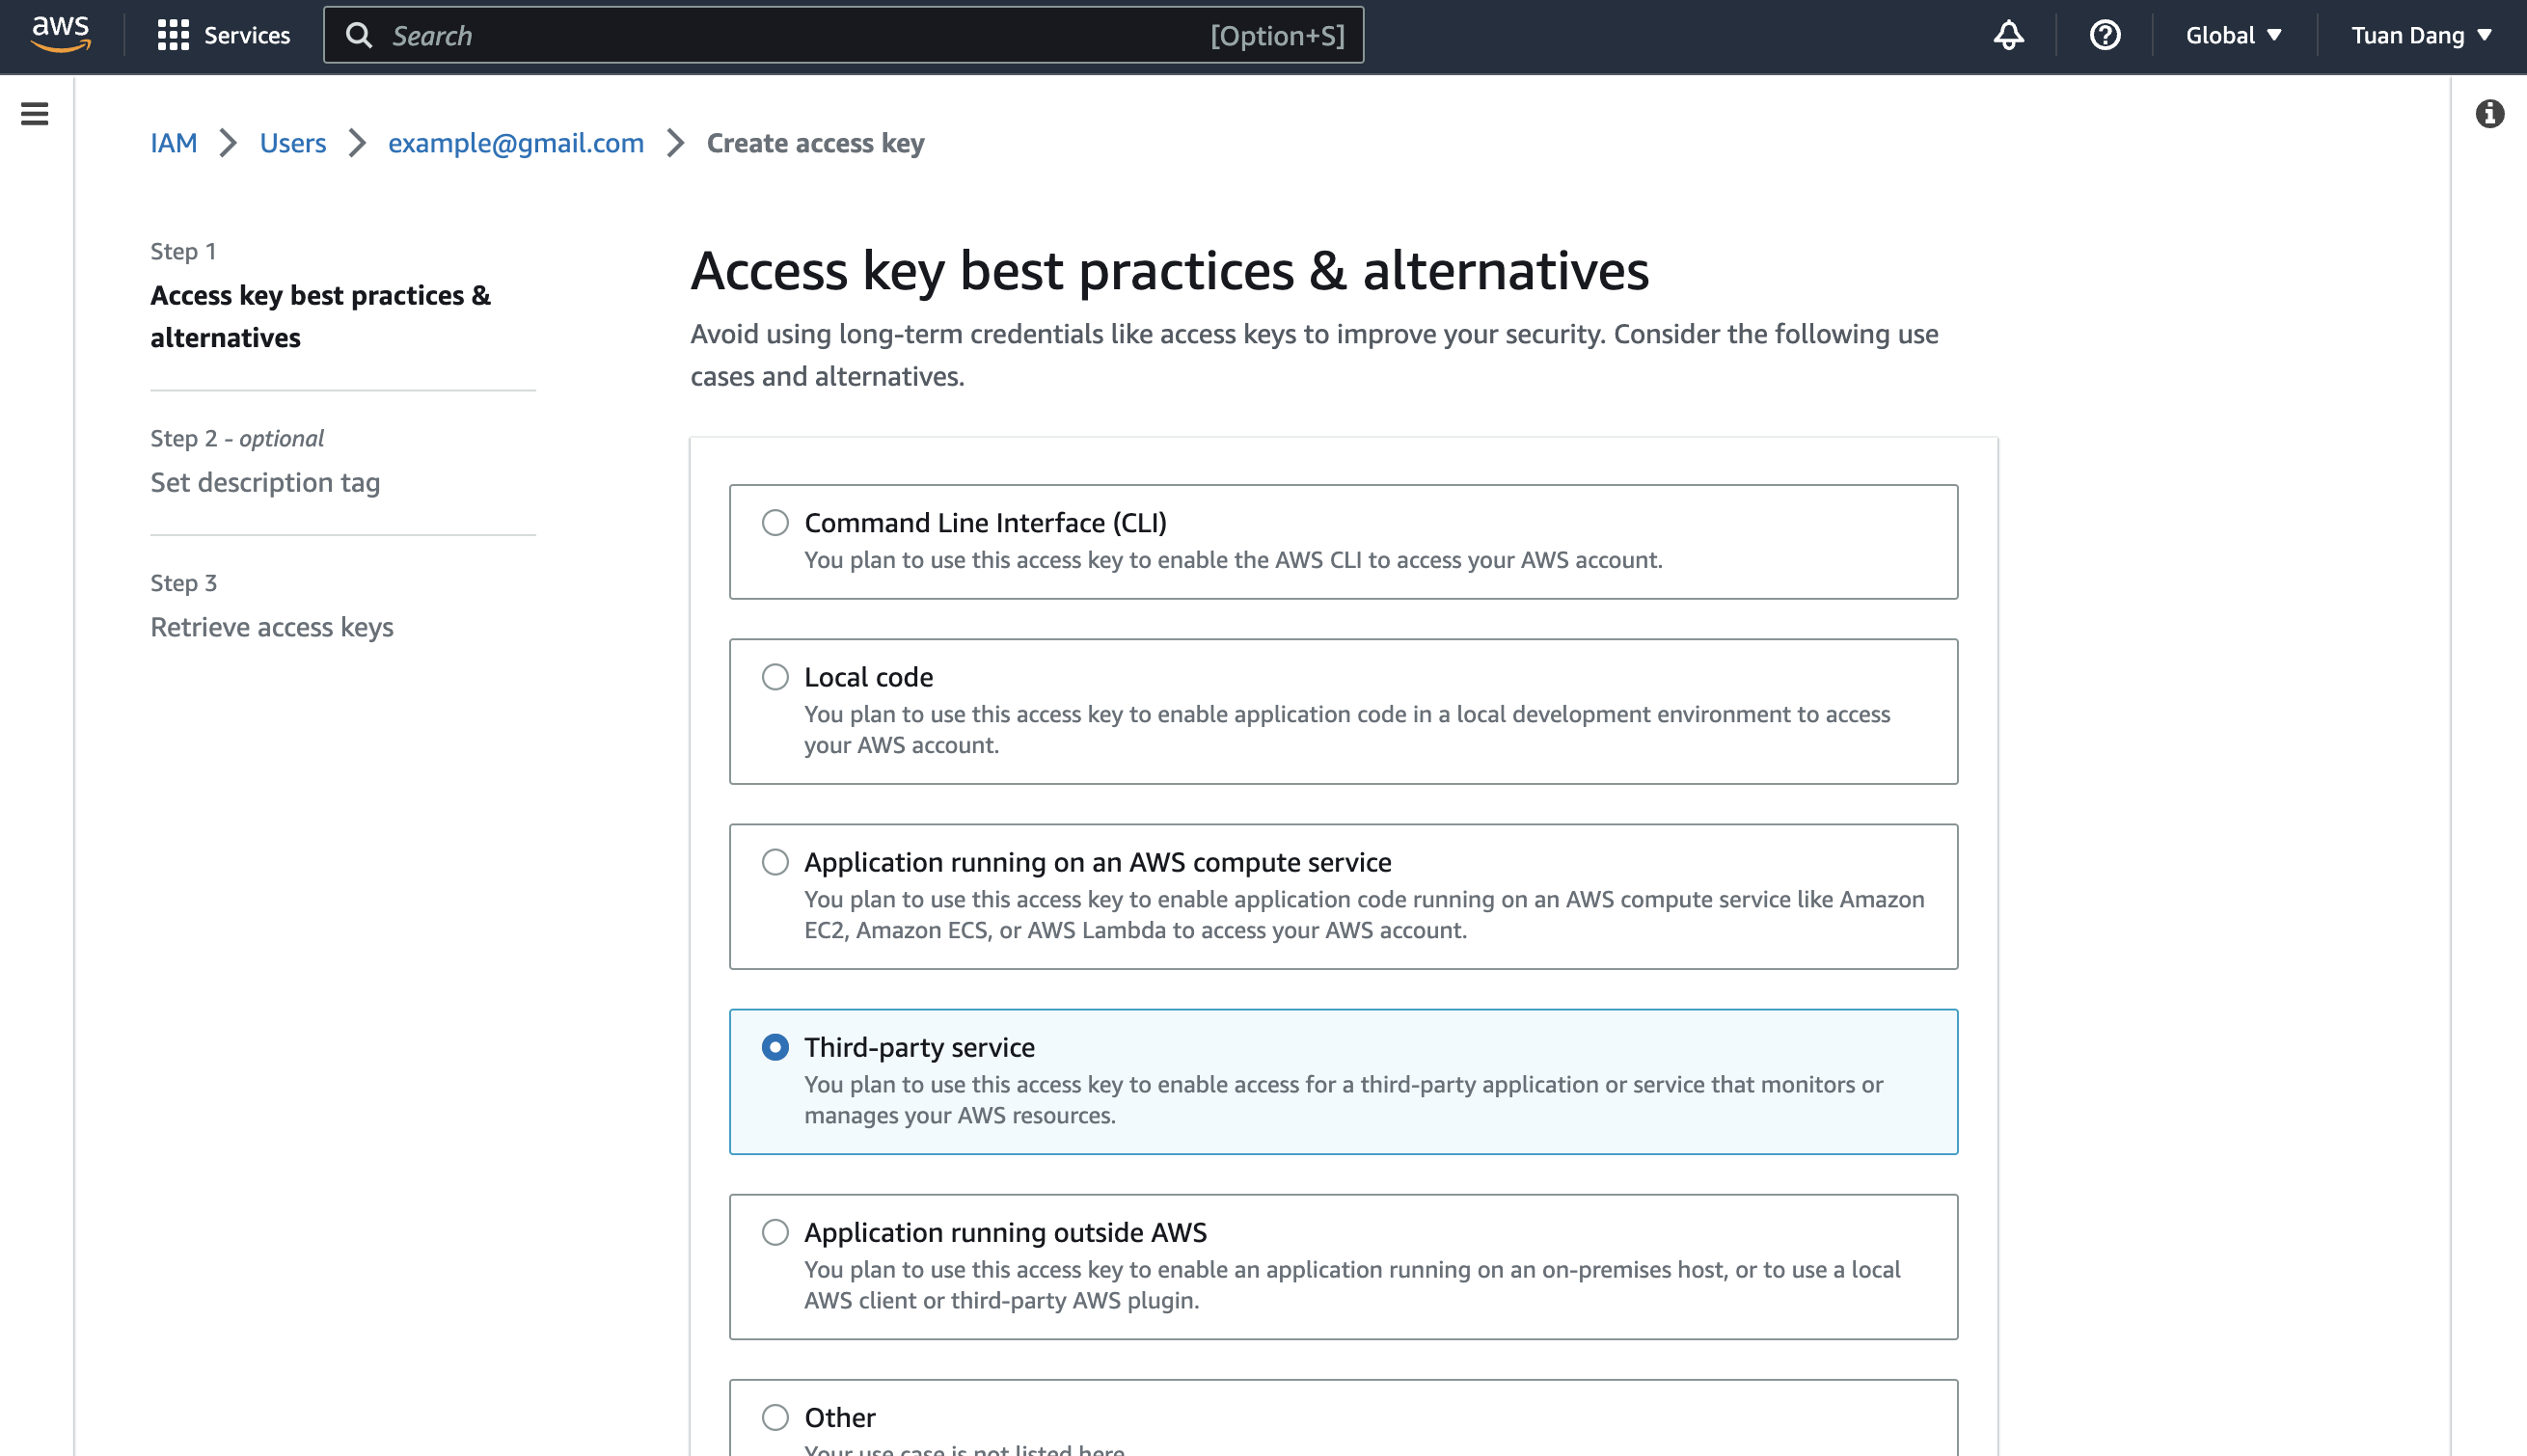 aws
Services
Search
[Option+S]
Global
Tuan Dang
IAM
Users
example@gmail.com
Create access key
Step 1
Access key best practices &
alternatives
Step 2 - optional
Set description tag
Step 3
Retrieve access keys
Access key best practices & alternatives
Avoid using long-term credentials like access keys to improve your security. Consider the following use
cases and alternatives.
Command Line Interface (CLI)
You plan to use this access key to enable the AWS CLI to access your AWS account.
Local code
You plan to use this access key to enable application code in a local development environment to access
your AWS account.
Application running on an AWS compute service
You plan to use this access key to enable application code running on an AWS compute service like Amazon
EC2, Amazon ECS, or AWS Lambda to access your AWS account.
Third-party service
You plan to use this access key to enable access for a third-party application or service that monitors or
manages your AWS resources.
Application running outside AWS
You plan to use this access key to enable an application running on an on-premises host, or to use a local
AWS client or third-party AWS plugin.
Other
Your use case is not listed here.